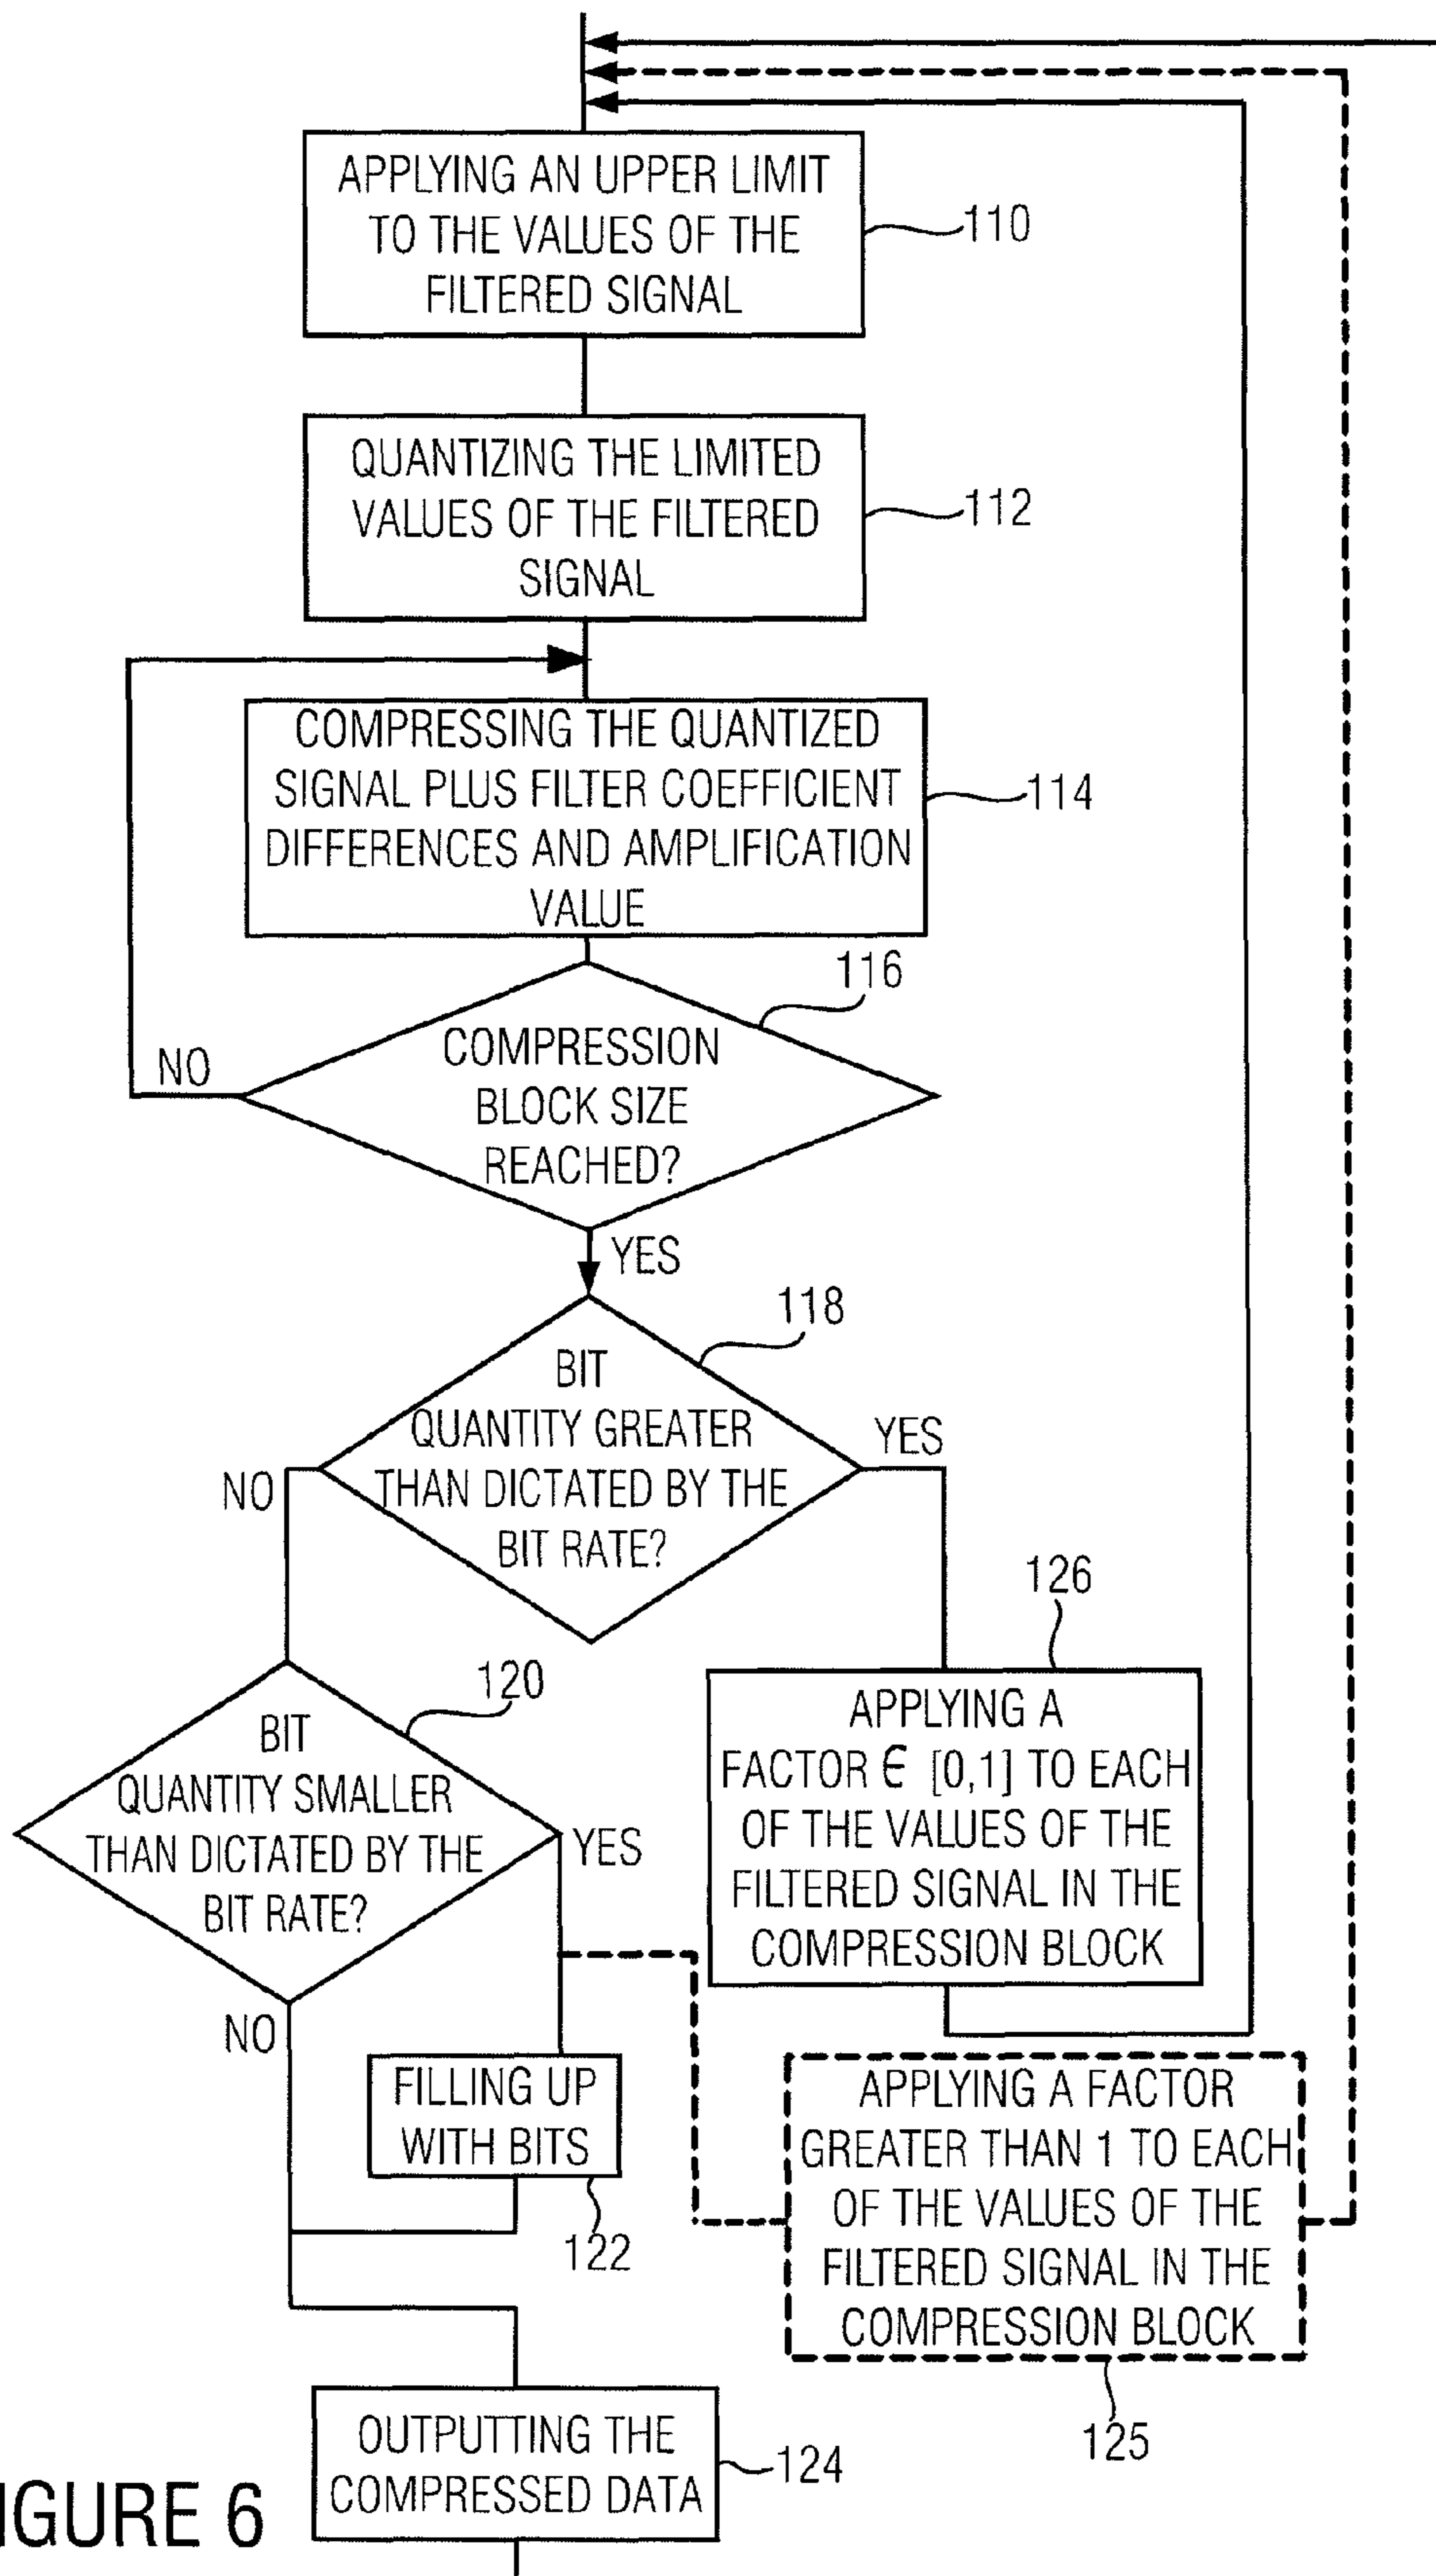 APPLYING AN UPPER LIMIT
TO THE VALUES OF THE
FILTERED SIGNAL
110
QUANTIZING THE LIMITED
VALUES OF THE FILTERED
SIGNAL
112
COMPRESSING THE QUANTIZED
SIGNAL PLUS FILTER COEFFICIENT
DIFFERENCES AND AMPLIFICATION
VALUE
114
116
COMPRESSION
BLOCK SIZE
REACHED?
NO
YES
118
BIT
QUANTITY GREATER
THAN DICTATED BY THE
BIT RATE?
YES
NO
126
APPLYING A
FACTOR ∈ [0,1] TO EACH
OF THE VALUES OF THE
FILTERED SIGNAL IN THE
COMPRESSION BLOCK
120
BIT
QUANTITY SMALLER
THAN DICTATED BY THE
BIT RATE?
YES
NO
FILLING UP
WITH BITS
122
APPLYING A FACTOR
GREATER THAN 1 TO EACH
OF THE VALUES OF THE
FILTERED SIGNAL IN THE
COMPRESSION BLOCK
125
OUTPUTTING THE
COMPRESSED DATA
124
IGURE 6